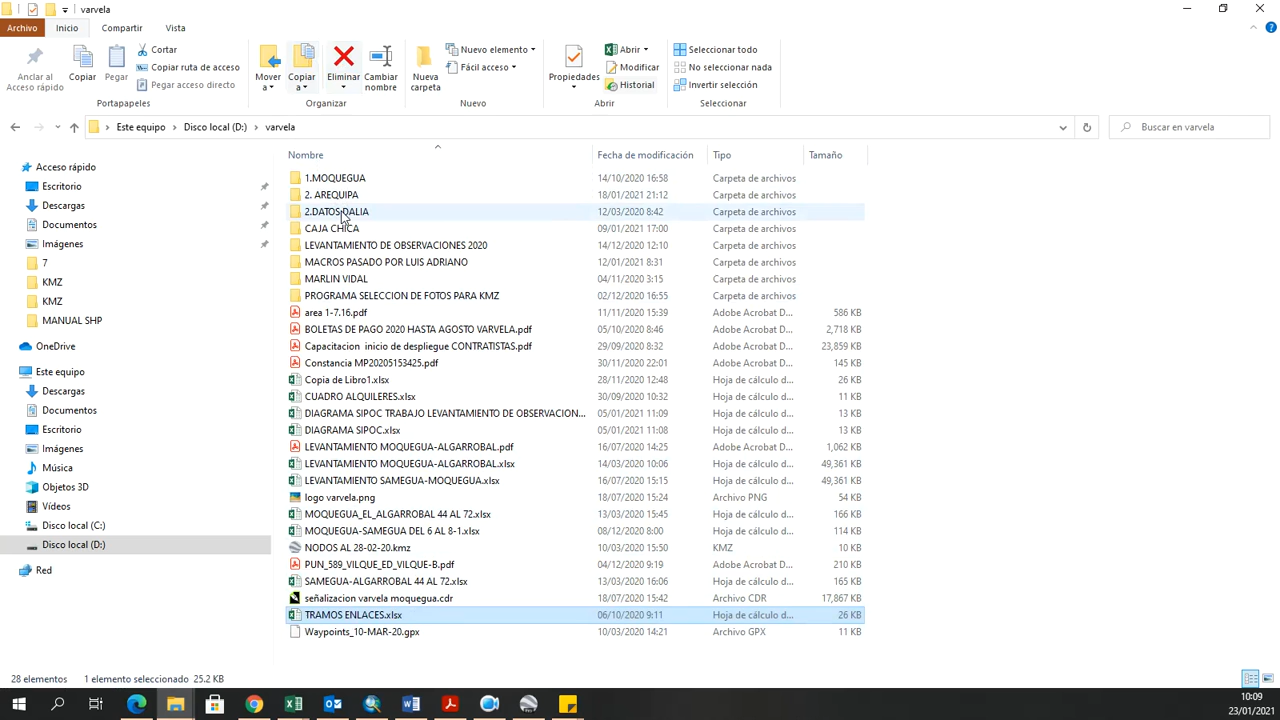 varvela
Archivo Inicio Compartir Vista
Anclar al Acceso rápido
Copiar
Pegar
Cortar
Copiar ruta de acceso
Pegar acceso directo
Portapapeles
Mover a
Copiar a
Eliminar
Cambiar nombre
Organizar
Nueva carpeta
Nuevo elemento
Fácil acceso
Nuevo
Propiedades
Abrir
Modificar
Historial
Abrir
Seleccionar todo
No seleccionar nada
Invertir selección
Seleccionar
Este equipo > Disco local (D:) > varvela
Buscar en varvela
Acceso rápido
Escritorio
Descargas
Documentos
Imágenes
7
KMZ
KMZ
MANUAL SHP
OneDrive
Este equipo
Descargas
Documentos
Escritorio
Imágenes
Música
Objetos 3D
Vídeos
Disco local (C:)
Disco local (D:)
Red
Nombre Fecha de modificación Tipo Tamaño
1.MOQUEGUA 14/10/2020 16:58 Carpeta de archivos
2. AREQUIPA 18/01/2021 21:12 Carpeta de archivos
2.DATOS DALIA 12/03/2020 8:42 Carpeta de archivos
CAJA CHICA 09/01/2021 17:00 Carpeta de archivos
LEVANTAMIENTO DE OBSERVACIONES 2020 14/12/2020 12:10 Carpeta de archivos
MACROS PASADO POR LUIS ADRIANO 12/01/2021 8:31 Carpeta de archivos
MARLIN VIDAL 04/11/2020 3:15 Carpeta de archivos
PROGRAMA SELECCION DE FOTOS PARA KMZ 02/12/2020 16:55 Carpeta de archivos
area 1-7.16.pdf 11/11/2020 15:39 Adobe Acrobat D... 586 KB
BOLETAS DE PAGO 2020 HASTA AGOSTO VARVELA.pdf 05/10/2020 8:46 Adobe Acrobat D... 2,718 KB
Capacitacion inicio de despliegue CONTRATISTAS.pdf 29/09/2020 8:32 Adobe Acrobat D... 23,859 KB
Constancia MP20205153425.pdf 30/11/2020 22:01 Adobe Acrobat D... 145 KB
Copia de Libro1.xlsx 28/11/2020 12:48 Hoja de cálculo d... 26 KB
CUADRO ALQUILERES.xlsx 30/09/2020 10:32 Hoja de cálculo d... 11 KB
DIAGRAMA SIPOC TRABAJO LEVANTAMIENTO DE OBSERVACION... 05/01/2021 11:09 Hoja de cálculo d... 13 KB
DIAGRAMA SIPOC.xlsx 05/01/2021 11:08 Hoja de cálculo d... 13 KB
LEVANTAMIENTO MOQUEGUA-ALGARROBAL.pdf 16/07/2020 14:25 Adobe Acrobat D... 1,062 KB
LEVANTAMIENTO MOQUEGUA-ALGARROBAL.xlsx 14/03/2020 10:06 Hoja de cálculo d... 49,361 KB
LEVANTAMIENTO SAMEGUA-MOQUEGUA.xlsx 16/07/2020 15:15 Hoja de cálculo d... 49,361 KB
logo varvela.png 18/07/2020 15:24 Archivo PNG 54 KB
MOQUEGUA_EL_ALGARROBAL 44 AL 72.xlsx 13/03/2020 15:45 Hoja de cálculo d... 166 KB
MOQUEGUA-SAMEGUA DEL 6 AL 8-1.xlsx 08/12/2020 8:00 Hoja de cálculo d... 114 KB
NODOS AL 28-02-20.kmz 10/03/2020 15:50 KMZ 10 KB
PUN_589_VILQUE_ED_VILQUE-B.pdf 04/12/2020 9:19 Adobe Acrobat D... 210 KB
SAMEGUA-ALGARROBAL 44 AL 72.xlsx 13/03/2020 16:06 Hoja de cálculo d... 165 KB
señalizacion varvela moquegua.cdr 18/07/2020 15:42 Archivo CDR 17,867 KB
TRAMOS ENLACES.xlsx 06/10/2020 9:11 Hoja de cálculo d... 26 KB
Waypoints_10-MAR-20.gpx 10/03/2020 14:21 Archivo GPX 11 KB
28 elementos 1 elemento seleccionado 25.2 KB
10:09
23/01/2021